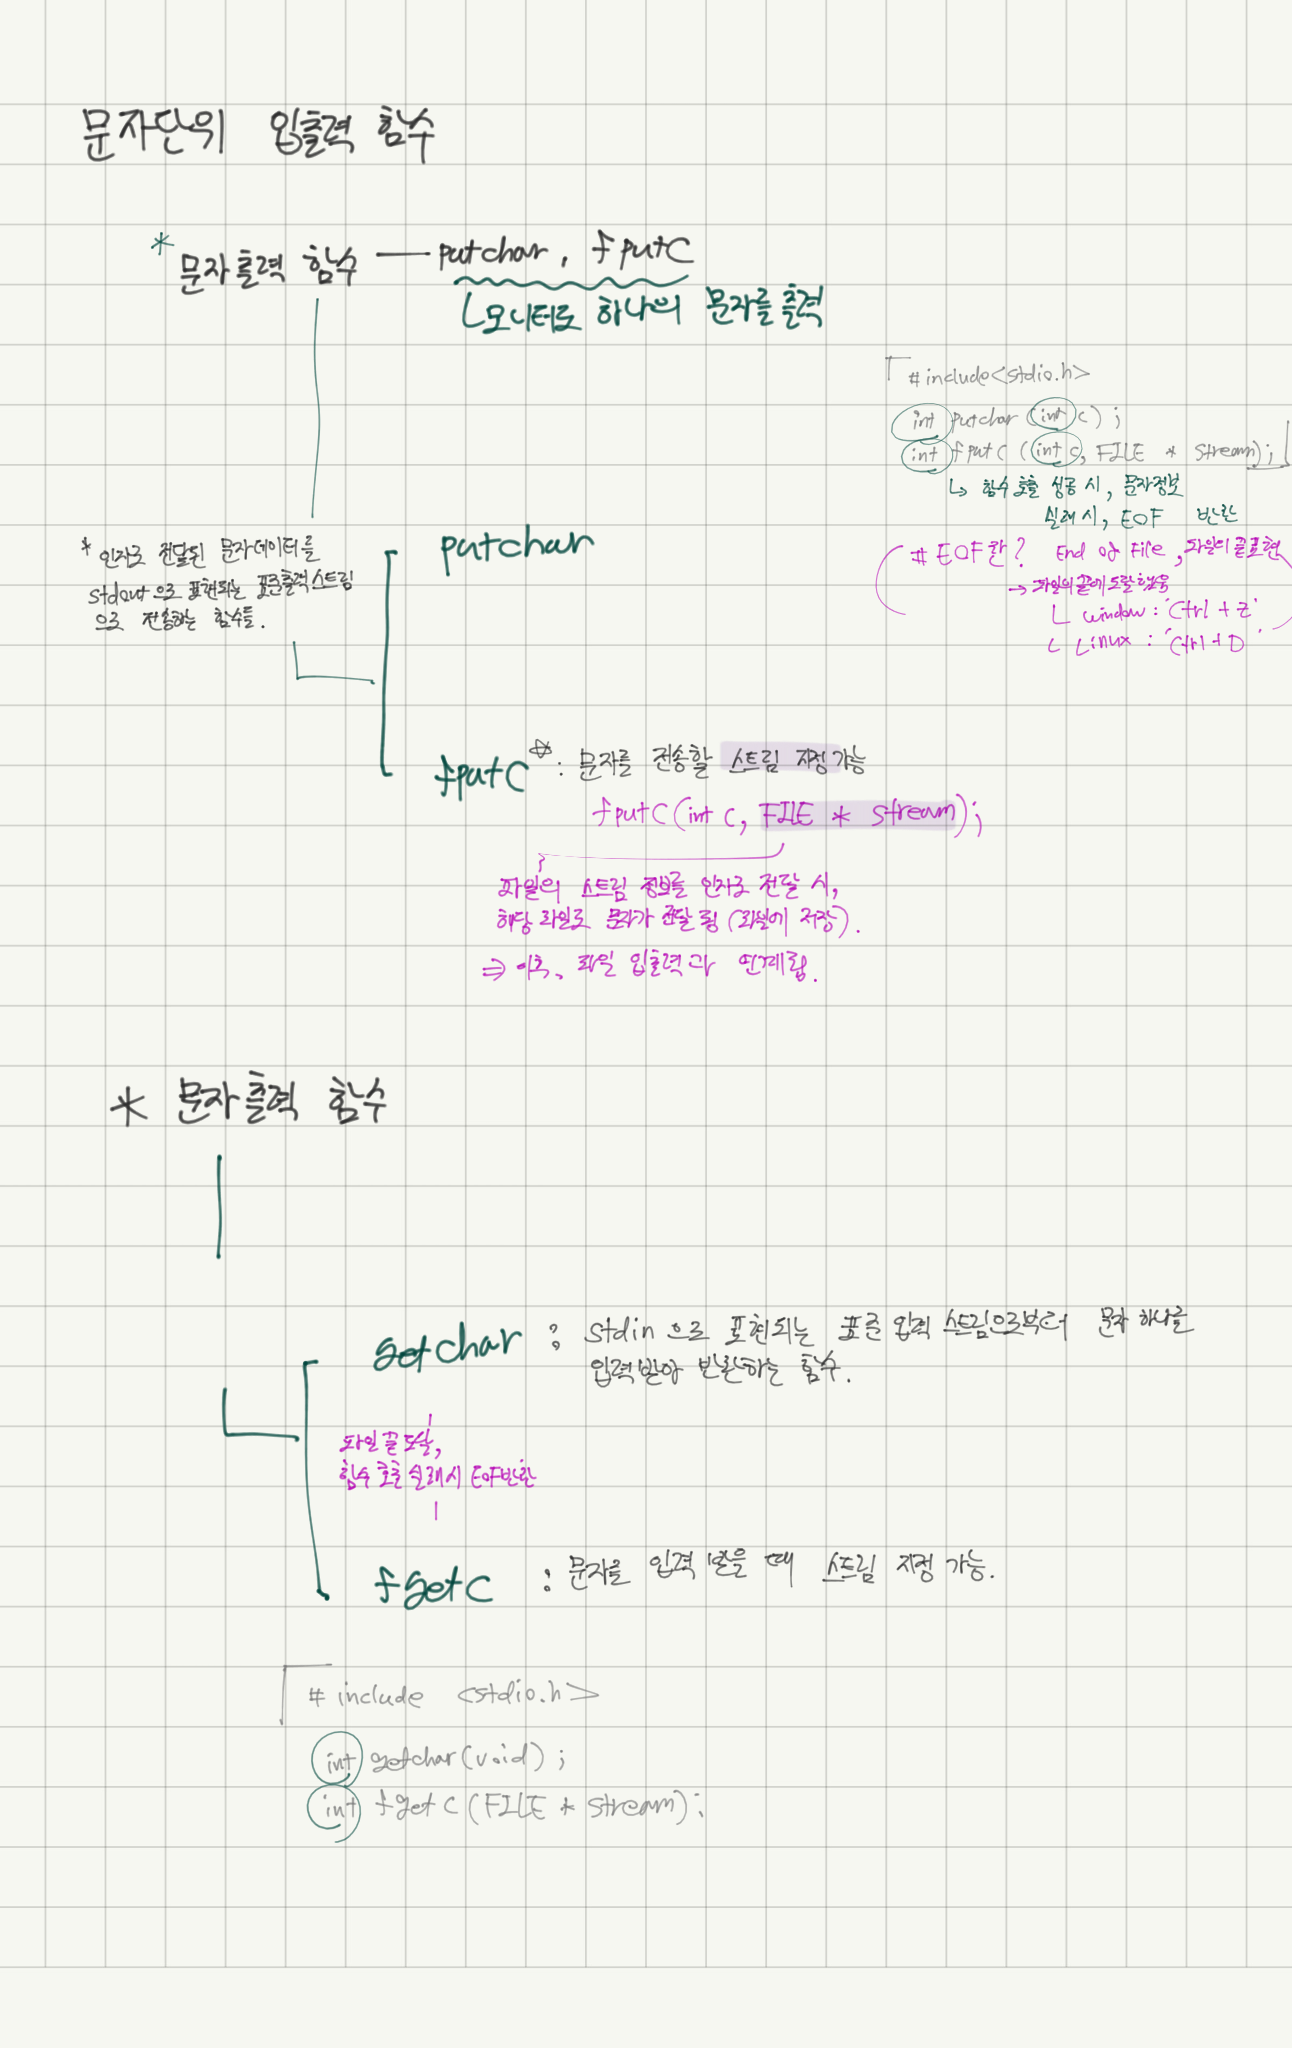 문자단위 입출력 함수
* 문자출력 함수 — putchar, fputc
ㄴ모니터로 하나의 문자를 출력
#include<stdio.h>
int putchar (int c) ;
int fputc (int c, FILE * stream);
↳ 함수 호출 성공 시, 문자정보
실패 시, EOF 반환
# EOF란? End of File, 파일의 끝 표현
→ 파일의 끝에 도달했음
ㄴ window : 'Ctrl + Z'
ㄴ Linux : 'Ctrl + D'
* 인자로 전달된 문자데이터를
stdout으로 표현되는 표준출력스트림
으로 전송하는 함수들.
putchar
fputc ☆ : 문자를 전송할 스트림 지정 가능
fputc(int c, FILE * stream);
파일의 스트림 정보를 인자로 전달 시,
해당 파일로 문자가 전달 됨 (파일에 저장).
⇒ 이후, 파일 입출력과 연계됨.
* 문자출력 함수
getchar : stdin 으로 표현되는 표준 입력 스트림으로부터 문자 하나를
입력받아 반환하는 함수.
파일 끝 도달,
함수 호출 실패시 EOF반환
fgetc : 문자를 입력 받을 때 스트림 지정 가능.
# include <stdio.h>
int getchar(void) ;
int fgetc (FILE * stream);